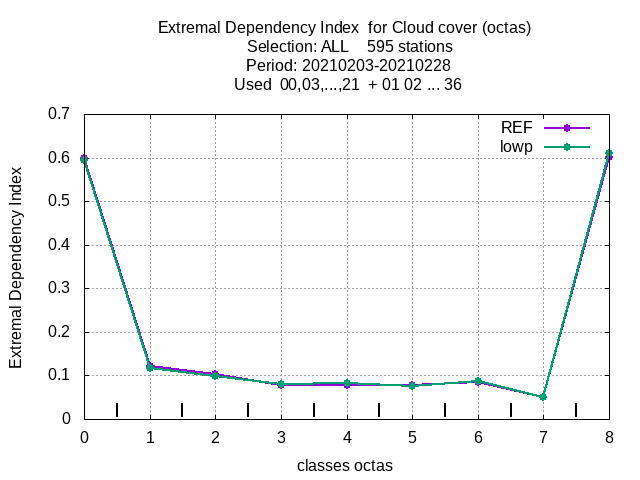 Extremal Dependency Index  for Cloud cover (octas)
Selection: ALL    595 stations
Period: 20210203-20210228
Used  00,03,...,21  + 01 02 ... 36
Extremal Dependency Index
0.7
0.6
0.5
0.4
0.3
0.2
0.1
0
REF
lowp
0 1 2 3 4 5 6 7 8
classes octas